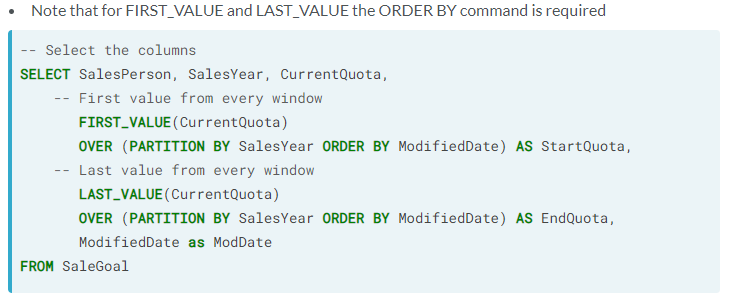 • Note that for FIRST_VALUE and LAST_VALUE the ORDER BY command is required
-- Select the columns
SELECT SalesPerson, SalesYear, CurrentQuota,
    -- First value from every window
       FIRST_VALUE(CurrentQuota)
       OVER (PARTITION BY SalesYear ORDER BY ModifiedDate) AS StartQuota,
    -- Last value from every window
       LAST_VALUE(CurrentQuota)
       OVER (PARTITION BY SalesYear ORDER BY ModifiedDate) AS EndQuota,
       ModifiedDate as ModDate
FROM SaleGoal